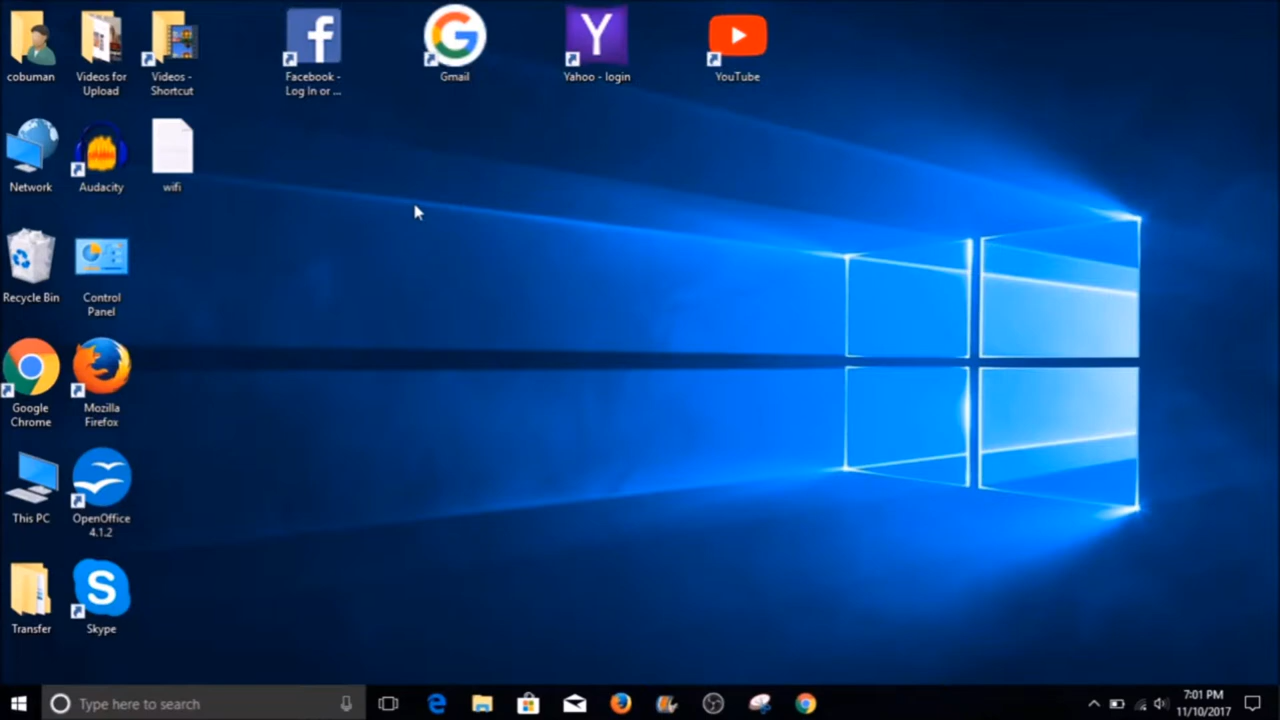 cobuman
Videos for
Upload
Videos -
Shortcut
Facebook -
Log In or ...
Gmail
Yahoo - login
YouTube
Network
Audacity
wifi
Recycle Bin
Control
Panel
Google
Chrome
Mozilla
Firefox
This PC
OpenOffice
4.1.2
Transfer
Skype
Type here to search
7:01 PM
11/10/2017